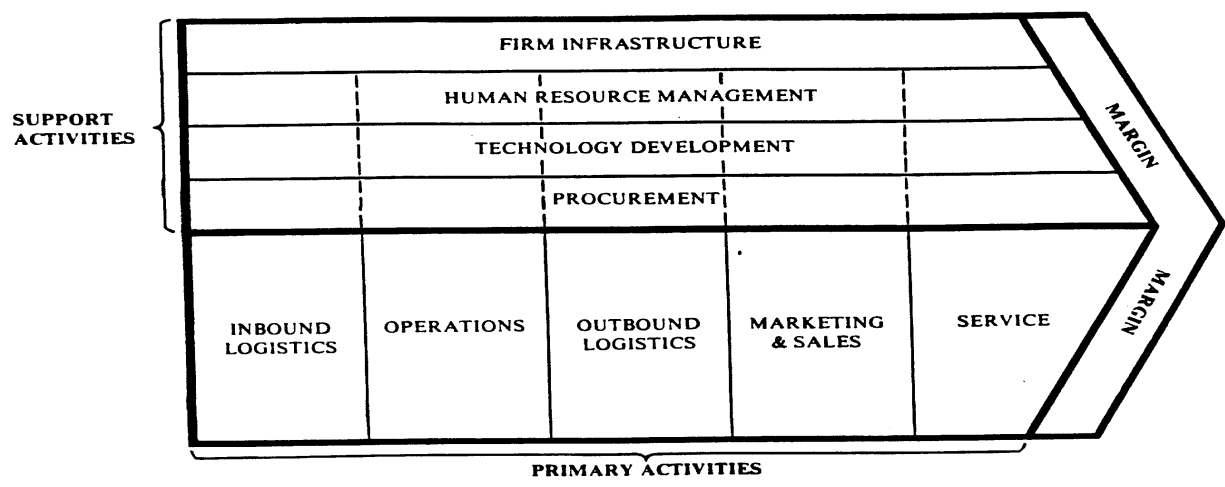 FIRM INFRASTRUCTURE
HUMAN RESOURCE MANAGEMENT
SUPPORT
ACTIVITIES
TECHNOLOGY DEVELOPMENT
PROCUREMENT
MARGIN
MARGIN
INBOUND
LOGISTICS
OPERATIONS
OUTBOUND
LOGISTICS
MARKETING
& SALES
SERVICE
PRIMARY ACTIVITIES